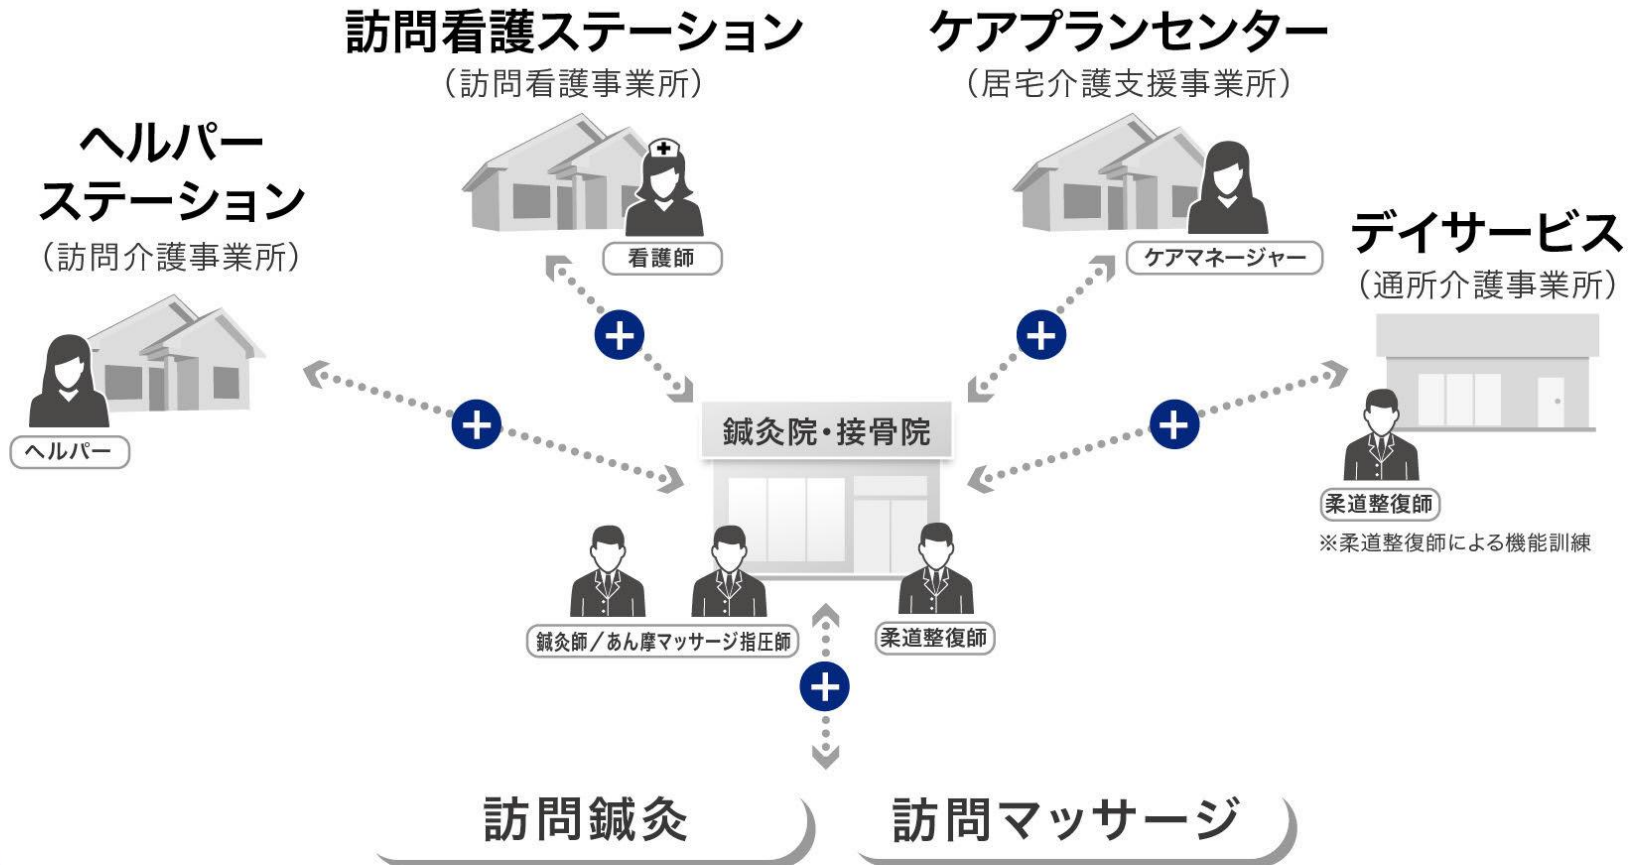 訪問看護ステーション
（訪問看護事業所）
看護師
ケアプランセンター
（居宅介護支援事業所）
ケアマネージャー
ヘルパー
ステーション
（訪問介護事業所）
ヘルパー
デイサービス
（通所介護事業所）
柔道整復師
※柔道整復師による機能訓練
鍼灸院・接骨院
鍼灸師／あん摩マッサージ指圧師
柔道整復師
訪問鍼灸
訪問マッサージ